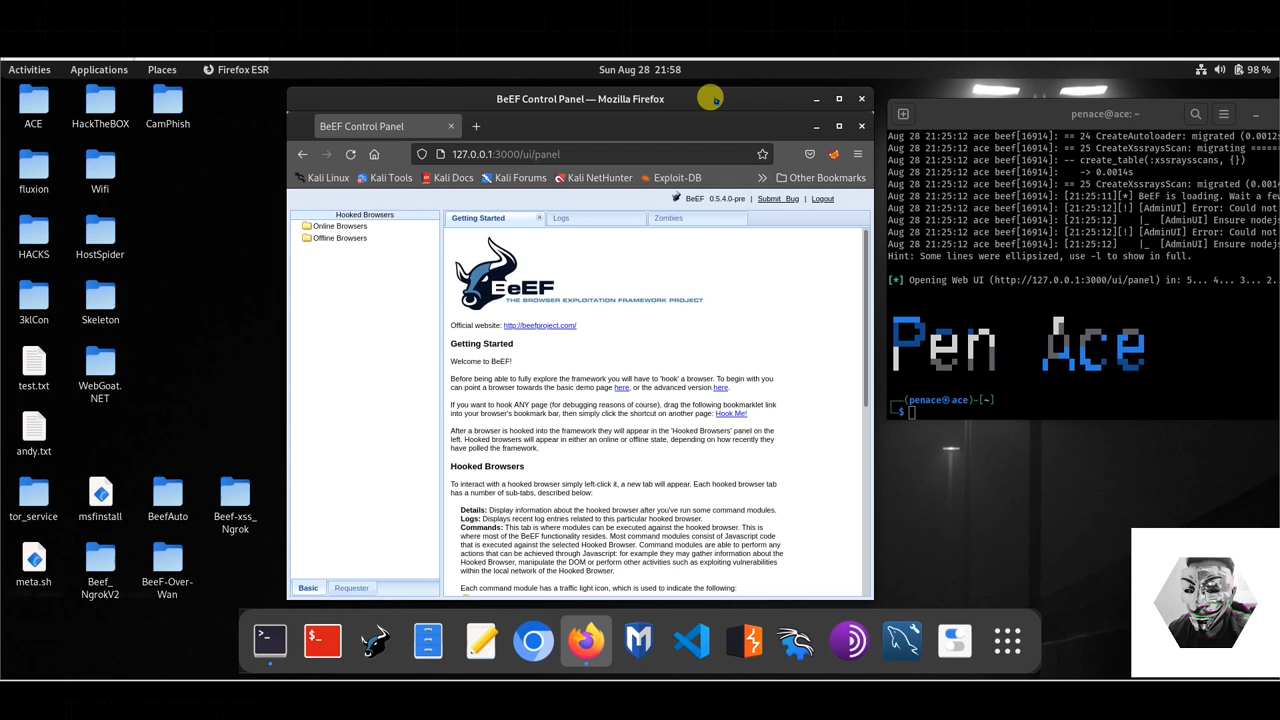 Activities Applications Places Firefox ESR Sun Aug 28 21:58 98 %
ACE
HackTheBOX
CamPhish
fluxion
Wifi
HACKS
HostSpider
3klCon
Skeleton
test.txt
WebGoat.
NET
andy.txt
tor_service
msfinstall
BeefAuto
Beef-xss_
Ngrok
meta.sh
Beef_
NgrokV2
BeeF-Over-
Wan
BeEF Control Panel — Mozilla Firefox
BeEF Control Panel
127.0.0.1:3000/ui/panel
Kali Linux Kali Tools Kali Docs Kali Forums Kali NetHunter Exploit-DB Other Bookmarks
BeEF 0.5.4.0-pre | Submit Bug | Logout
Hooked Browsers
Online Browsers
Offline Browsers
Basic Requester
Getting Started Logs Zombies
BeEF
THE BROWSER EXPLOITATION FRAMEWORK PROJECT
Official website: http://beefproject.com/
Getting Started
Welcome to BeEF!
Before being able to fully explore the framework you will have to 'hook' a browser. To begin with you
can point a browser towards the basic demo page here, or the advanced version here.
If you want to hook ANY page (for debugging reasons of course), drag the following bookmarklet link
into your browser's bookmark bar, then simply click the shortcut on another page: Hook Me!
After a browser is hooked into the framework they will appear in the 'Hooked Browsers' panel on the
left. Hooked browsers will appear in either an online or offline state, depending on how recently they
have polled the framework.
Hooked Browsers
To interact with a hooked browser simply left-click it, a new tab will appear. Each hooked browser tab
has a number of sub-tabs, described below:
Details: Display information about the hooked browser after you've run some command modules.
Logs: Displays recent log entries related to this particular hooked browser.
Commands: This tab is where modules can be executed against the hooked browser. This is
where most of the BeEF functionality resides. Most command modules consist of Javascript code
that is executed against the selected Hooked Browser. Command modules are able to perform any
actions that can be achieved through Javascript: for example they may gather information about the
Hooked Browser, manipulate the DOM or perform other activities such as exploiting vulnerabilities
within the local network of the Hooked Browser.
Each command module has a traffic light icon, which is used to indicate the following:
penace@ace: ~
Aug 28 21:25:12 ace beef[16914]: == 24 CreateAutoloader: migrated (0.0012s
Aug 28 21:25:12 ace beef[16914]: == 25 CreateXssraysScan: migrating ======
Aug 28 21:25:12 ace beef[16914]: -- create_table(:xssraysscans, {})
Aug 28 21:25:12 ace beef[16914]: -> 0.0014s
Aug 28 21:25:12 ace beef[16914]: == 25 CreateXssraysScan: migrated (0.0014
Aug 28 21:25:12 ace beef[16914]: [21:25:11][*] BeEF is loading. Wait a few
Aug 28 21:25:12 ace beef[16914]: [21:25:12][!] [AdminUI] Error: Could not
Aug 28 21:25:12 ace beef[16914]: [21:25:12] |_ [AdminUI] Ensure nodej
Aug 28 21:25:12 ace beef[16914]: [21:25:12][!] [AdminUI] Error: Could not
Aug 28 21:25:12 ace beef[16914]: [21:25:12] |_ [AdminUI] Ensure nodej
Hint: Some lines were ellipsized, use -l to show in full.
[*] Opening Web UI (http://127.0.0.1:3000/ui/panel) in: 5... 4... 3... 2.
Pen Ace
(penace㉿ace)-[~]
$